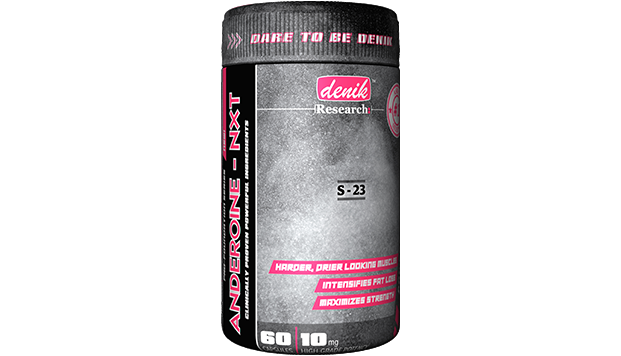 DARE TO BE DENIK
denik
Research
S-23
ANDEROINE - NXT
CLINICALLY PROVEN POWERFUL INGREDIENTS
HARDER, DRIER LOOKING MUSCLES
INTENSIFIES FAT LOSS
MAXIMIZES STRENGTH
60 10mg
CAPSULES HIGH GRADE